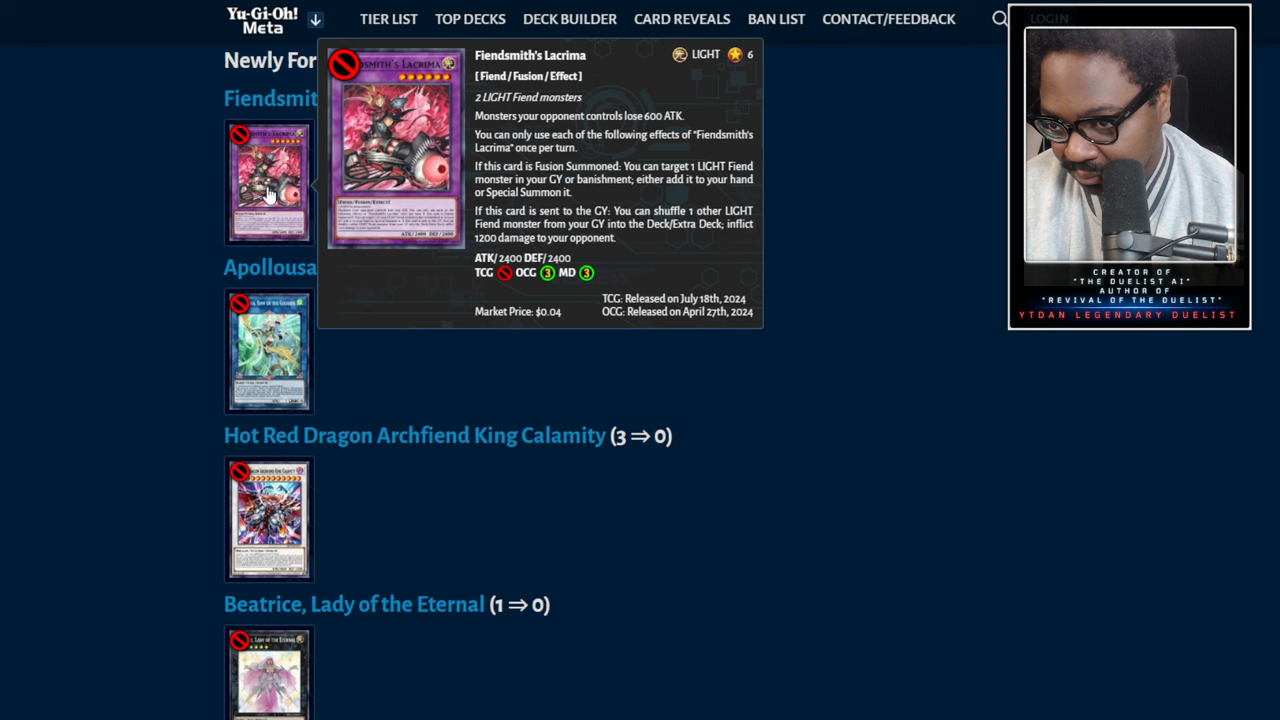 Yu-Gi-Oh!
Meta
TIER LIST
TOP DECKS
DECK BUILDER
CARD REVEALS
BAN LIST
CONTACT/FEEDBACK
LOGIN
Newly For
Fiendsmit
Fiendsmith's Lacrima
LIGHT
6
[ Fiend / Fusion / Effect ]
2 LIGHT Fiend monsters
Monsters your opponent controls lose 600 ATK.
You can only use each of the following effects of "Fiendsmith's
Lacrima" once per turn.
If this card is Fusion Summoned: You can target 1 LIGHT Fiend
monster in your GY or banishment; either add it to your hand
or Special Summon it.
If this card is sent to the GY: You can shuffle 1 other LIGHT
Fiend monster from your GY into the Deck/Extra Deck; inflict
1200 damage to your opponent.
ATK/ 2400 DEF/ 2400
TCG OCG 3 MD 3
TCG: Released on July 18th, 2024
Market Price: $0.04
OCG: Released on April 27th, 2024
Apollousa
Hot Red Dragon Archfiend King Calamity (3 ⇒ 0)
Beatrice, Lady of the Eternal (1 ⇒ 0)
CREATOR OF
"THE DUELIST AI"
AUTHOR OF
"REVIVAL OF THE DUELIST"
YTDAN LEGENDARY DUELIST